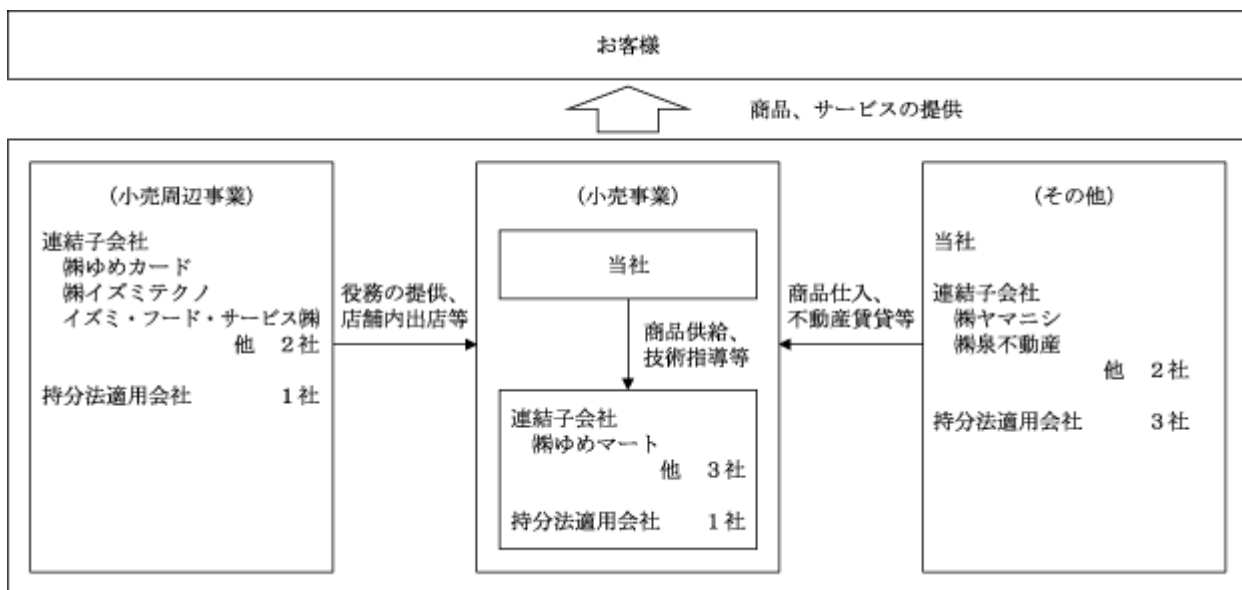 お客様
商品、サービスの提供
(小売周辺事業)
連結子会社
㈱ゆめカード
㈱イズミテクノ
イズミ・フード・サービス㈱
他 2社
持分法適用会社 1社
役務の提供、
店舗内出店等
(小売事業)
当社
商品供給、
技術指導等
連結子会社
㈱ゆめマート
他 3社
持分法適用会社 1社
商品仕入、
不動産賃貸等
(その他)
当社
連結子会社
㈱ヤマニシ
㈱泉不動産
他 2社
持分法適用会社 3社